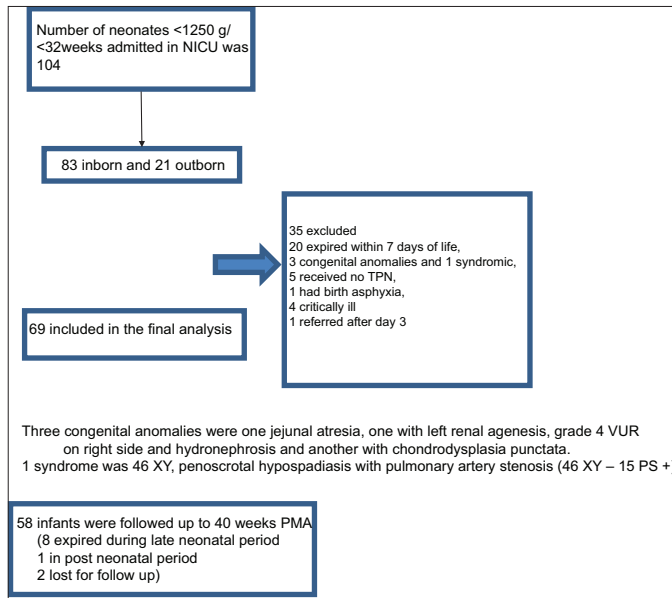 Number of neonates <1250 g/
<32weeks admitted in NICU was
104
83 inborn and 21 outborn
35 excluded
20 expired within 7 days of life,
3 congenital anomalies and 1 syndromic,
5 received no TPN,
1 had birth asphyxia,
4 critically ill
1 referred after day 3
69 included in the final analysis
Three congenital anomalies were one jejunal atresia, one with left renal agenesis, grade 4 VUR
on right side and hydronephrosis and another with chondrodysplasia punctata.
1 syndrome was 46 XY, penoscrotal hypospadiasis with pulmonary artery stenosis (46 XY – 15 PS +)
58 infants were followed up to 40 weeks PMA
(8 expired during late neonatal period
1 in post neonatal period
2 lost for follow up)